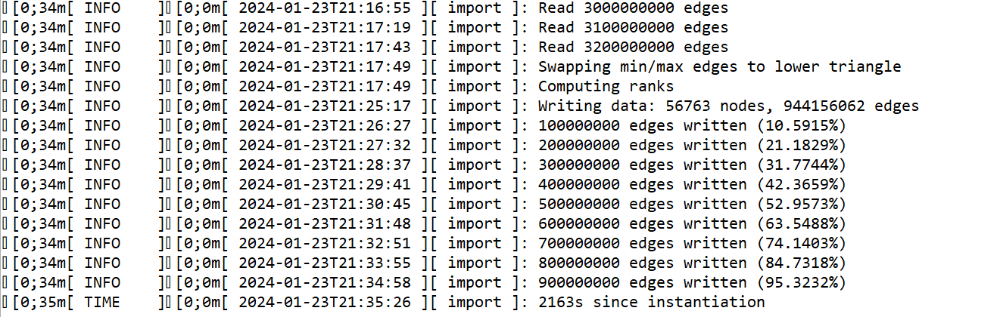 [0;34m[ INFO     ][0;0m[ 2024-01-23T21:16:55 ][ import ]: Read 3000000000 edges
[0;34m[ INFO     ][0;0m[ 2024-01-23T21:17:19 ][ import ]: Read 3100000000 edges
[0;34m[ INFO     ][0;0m[ 2024-01-23T21:17:43 ][ import ]: Read 3200000000 edges
[0;34m[ INFO     ][0;0m[ 2024-01-23T21:17:49 ][ import ]: Swapping min/max edges to lower triangle
[0;34m[ INFO     ][0;0m[ 2024-01-23T21:17:49 ][ import ]: Computing ranks
[0;34m[ INFO     ][0;0m[ 2024-01-23T21:25:17 ][ import ]: Writing data: 56763 nodes, 944156062 edges
[0;34m[ INFO     ][0;0m[ 2024-01-23T21:26:27 ][ import ]: 100000000 edges written (10.5915%)
[0;34m[ INFO     ][0;0m[ 2024-01-23T21:27:32 ][ import ]: 200000000 edges written (21.1829%)
[0;34m[ INFO     ][0;0m[ 2024-01-23T21:28:37 ][ import ]: 300000000 edges written (31.7744%)
[0;34m[ INFO     ][0;0m[ 2024-01-23T21:29:41 ][ import ]: 400000000 edges written (42.3659%)
[0;34m[ INFO     ][0;0m[ 2024-01-23T21:30:45 ][ import ]: 500000000 edges written (52.9573%)
[0;34m[ INFO     ][0;0m[ 2024-01-23T21:31:48 ][ import ]: 600000000 edges written (63.5488%)
[0;34m[ INFO     ][0;0m[ 2024-01-23T21:32:51 ][ import ]: 700000000 edges written (74.1403%)
[0;34m[ INFO     ][0;0m[ 2024-01-23T21:33:55 ][ import ]: 800000000 edges written (84.7318%)
[0;34m[ INFO     ][0;0m[ 2024-01-23T21:34:58 ][ import ]: 900000000 edges written (95.3232%)
[0;35m[ TIME     ][0;0m[ 2024-01-23T21:35:26 ][ import ]: 2163s since instantiation